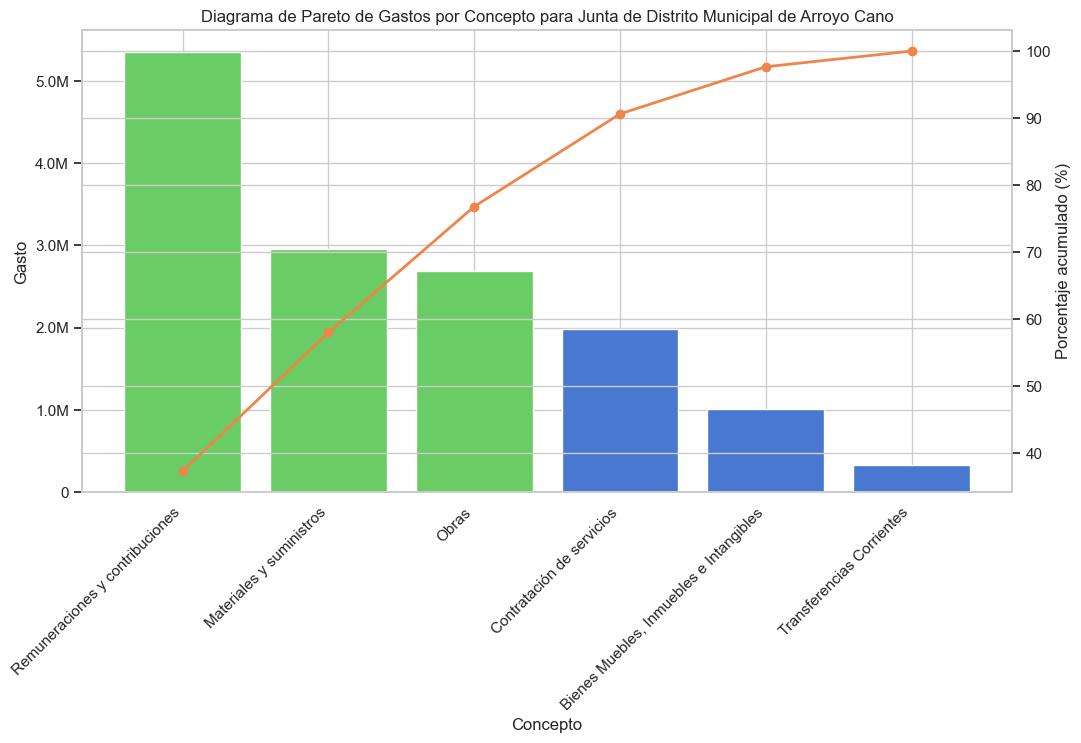 Diagrama de Pareto de Gastos por Concepto para Junta de Distrito Municipal de Arroyo Cano
Gasto
5.0M
4.0M
3.0M
2.0M
1.0M
0
Porcentaje acumulado (%)
100
90
80
70
60
50
40
Remuneraciones y contribuciones
Materiales y suministros
Obras
Contratación de servicios
Bienes Muebles, Inmuebles e Intangibles
Transferencias Corrientes
Concepto